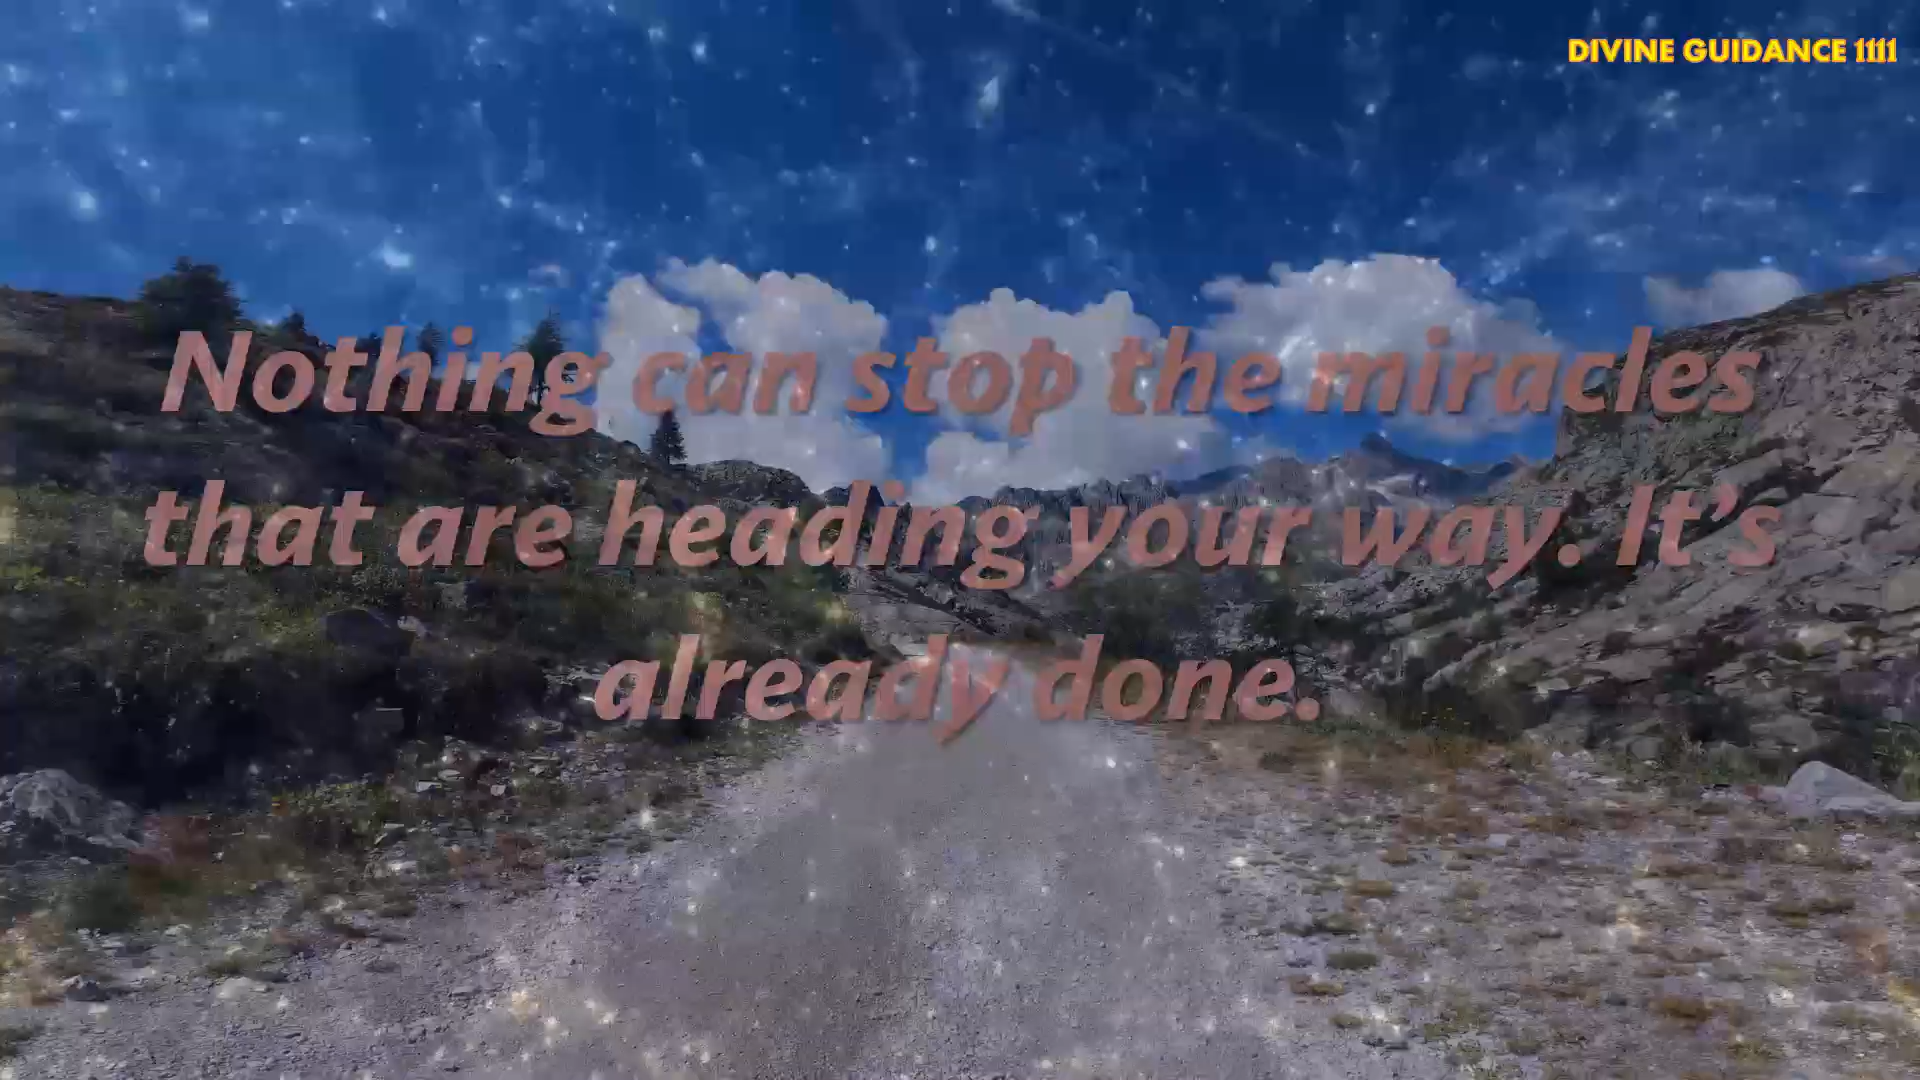 DIVINE GUIDANCE 1111
Nothing can stop the miracles
that are heading your way. It’s
already done.